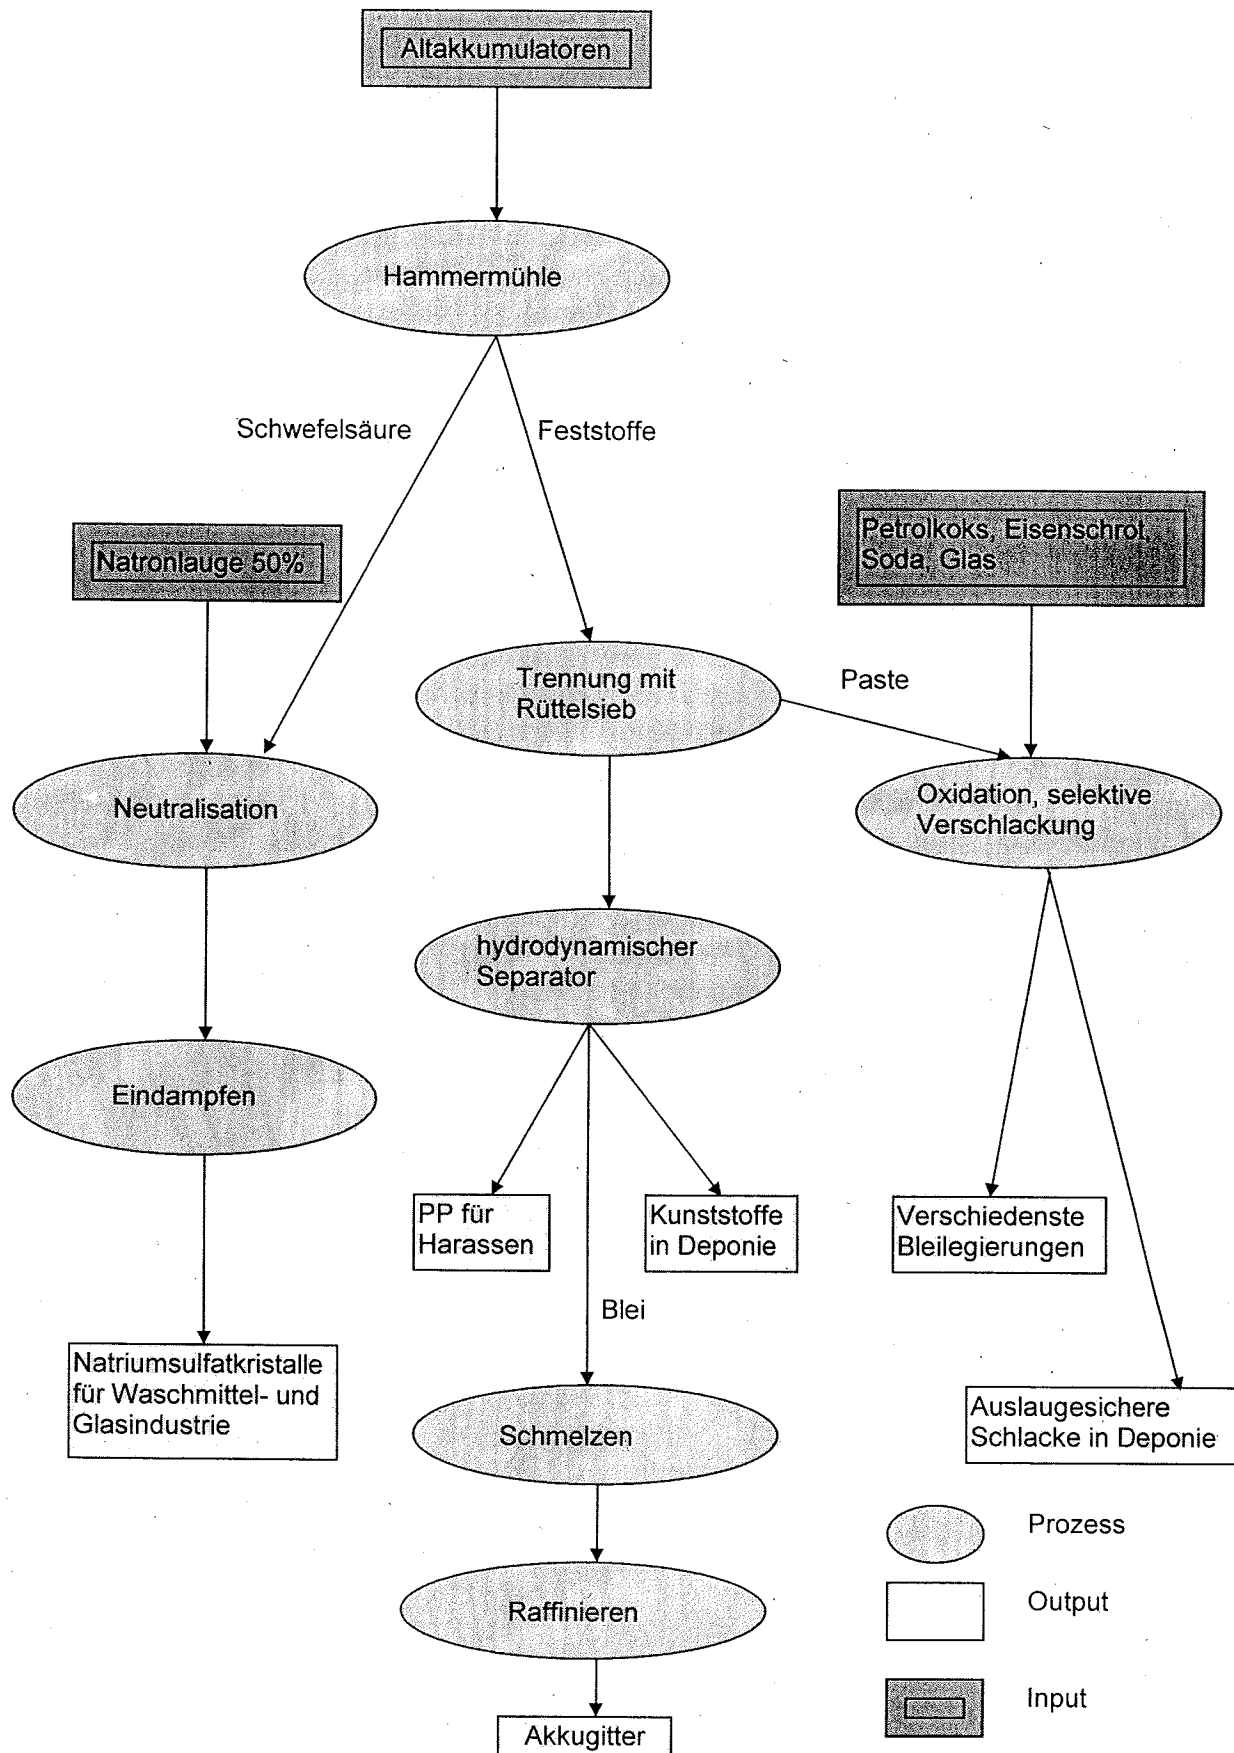 Altakkumulatoren
Hammermühle
Schwefelsäure
Feststoffe
Natronlauge 50%
Petrolkoks, Eisenschrot,
Soda, Glas
Trennung mit
Rüttelsieb
Paste
Neutralisation
Oxidation, selektive
Verschlackung
hydrodynamischer
Separator
Eindampfen
PP für
Harassen
Kunststoffe
in Deponie
Verschiedenste
Bleilegierungen
Blei
Natriumsulfatkristalle
für Waschmittel- und
Glasindustrie
Schmelzen
Auslaugesichere
Schlacke in Deponie
Prozess
Raffinieren
Output
Input
Akkugitter